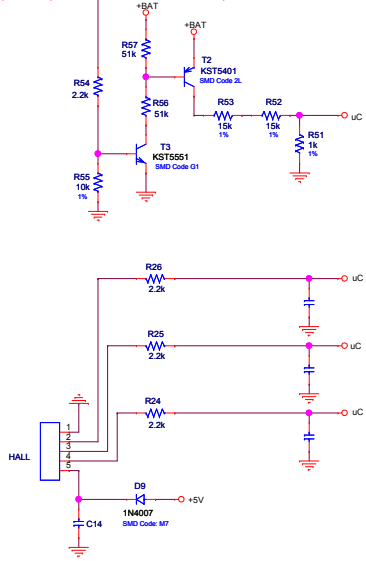 +BAT
+BAT
R57
51k
T2
KST5401
SMD Code 2L
R54
2.2k
R56
51k
R53
15k
1%
R52
15k
1%
uC
R51
1k
1%
T3
KST5551
SMD Code G1
R55
10k
1%
R26
2.2k
uC
R25
2.2k
uC
R24
2.2k
uC
HALL
1
2
3
4
5
D9
1N4007
SMD Code: M7
+5V
C14